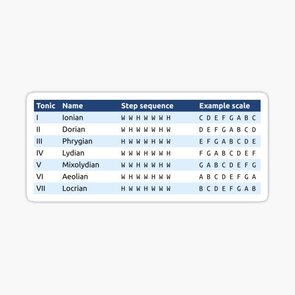 Tonic Name Step sequence Example scale
I Ionian W W H W W W H C D E F G A B C
II Dorian W H W W W H W D E F G A B C D
III Phrygian H W W W H W W E F G A B C D E
IV Lydian W W W H W W H F G A B C D E F
V Mixolydian W W H W W H W G A B C D E F G
VI Aeolian W H W W H W W A B C D E F G A
VII Locrian H W W H W W W B C D E F G A B